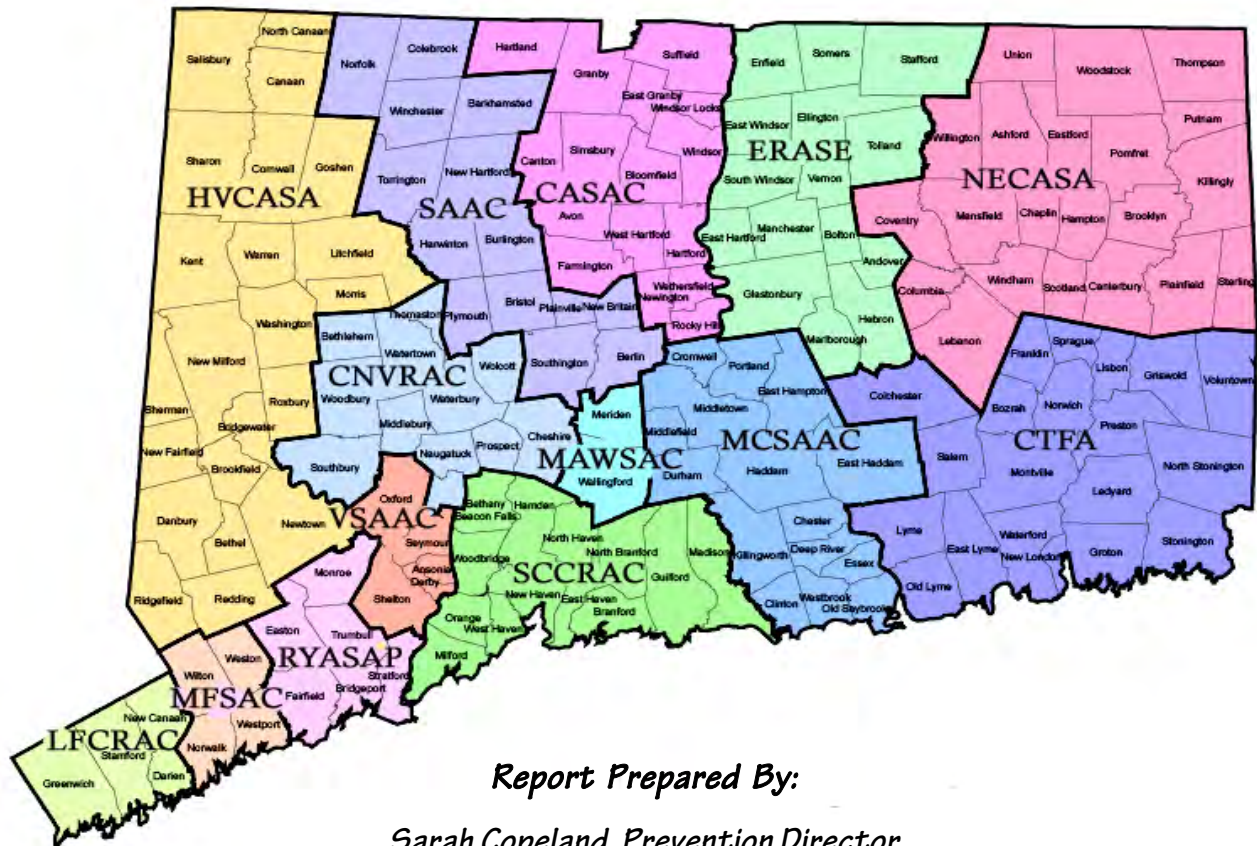 HVCASA
Salisbury
North Canaan
Canaan
Sharon
Cornwall
Goshen
Kent
Warren
Litchfield
Morris
Washington
New Milford
Sherman
Roxbury
Bridgewater
New Fairfield
Brookfield
Danbury
Newtown
Bethel
Ridgefield
Redding
SAAC
Norfolk
Colebrook
Winchester
Barkhamsted
Torrington
New Hartford
Harwinton
Burlington
Plymouth
Bristol
Plainville
New Britain
Southington
Berlin
CASAC
Hartland
Granby
Suffield
East Granby
Windsor Locks
Canton
Simsbury
Windsor
Bloomfield
Avon
West Hartford
Hartford
Farmington
Wethersfield
Newington
Rocky Hill
ERASE
Enfield
Somers
Stafford
East Windsor
Ellington
Tolland
South Windsor
Vernon
East Hartford
Manchester
Bolton
Andover
Glastonbury
Hebron
Marlborough
NECASA
Union
Woodstock
Thompson
Putnam
Willington
Ashford
Eastford
Pomfret
Killingly
Coventry
Mansfield
Chaplin
Hampton
Brooklyn
Columbia
Windham
Scotland
Canterbury
Plainfield
Sterling
Lebanon
CNVRAC
Thomaston
Bethlehem
Watertown
Wolcott
Woodbury
Waterbury
Middlebury
Cheshire
Prospect
Naugatuck
Southbury
MAWSAC
Meriden
Wallingford
MCSAAC
Cromwell
Portland
East Hampton
Middletown
Middlefield
Durham
Haddam
East Haddam
Chester
Killingworth
Deep River
Essex
Clinton
Westbrook
Old Saybrook
CTFA
Colchester
Franklin
Sprague
Lisbon
Griswold
Voluntown
Bozrah
Norwich
Preston
Salem
Montville
North Stonington
Ledyard
Lyme
East Lyme
Waterford
New London
Groton
Stonington
Old Lyme
VSAAC
Oxford
Seymour
Ansonia
Derby
Shelton
SCCRAC
Bethany
Beacon Falls
Hamden
Woodbridge
North Haven
North Branford
Madison
Guilford
New Haven
East Haven
Branford
Orange
West Haven
Milford
RYASAP
Monroe
Easton
Trumbull
Stratford
Bridgeport
Fairfield
MFSAC
Weston
Wilton
Westport
Norwalk
LFCRAC
New Canaan
Stamford
Darien
Greenwich
Report Prepared By:
Sarah Copeland, Prevention Director